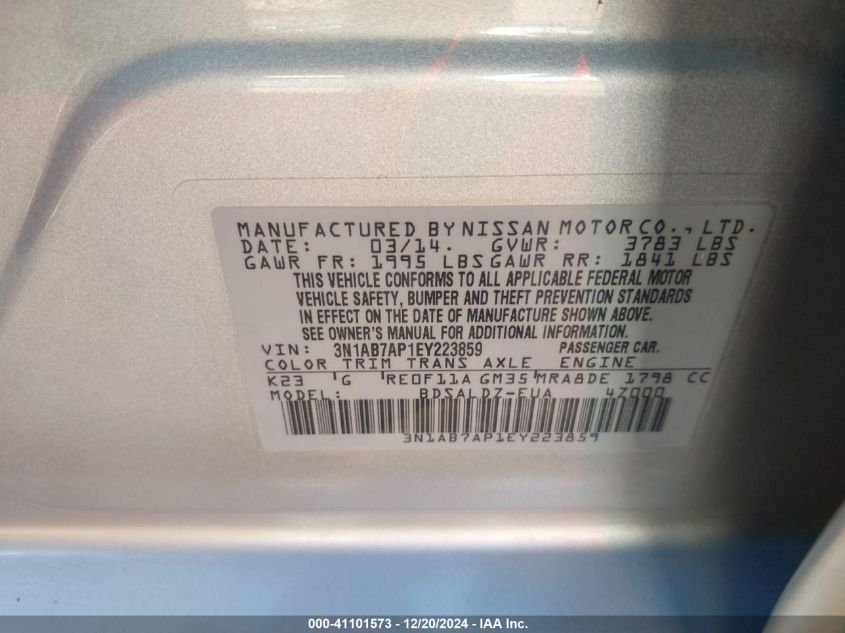 MANUFACTURED BY NISSAN MOTOR CO., LTD.
DATE: 03/14. GVWR: 3783 LBS
GAWR FR: 1995 LBS GAWR RR: 1841 LBS
THIS VEHICLE CONFORMS TO ALL APPLICABLE FEDERAL MOTOR
VEHICLE SAFETY, BUMPER AND THEFT PREVENTION STANDARDS
IN EFFECT ON THE DATE OF MANUFACTURE SHOWN ABOVE.
SEE OWNER'S MANUAL FOR ADDITIONAL INFORMATION.
VIN: 3N1AB7AP1EY223859 PASSENGER CAR.
COLOR TRIM TRANS AXLE ENGINE
K23 G RE0F11A GM35 MRA8DE 1798 CC
MODEL: BDSALDZ-EUA 4Z000
3N1AB7AP1EY223859
000-41101573 - 12/20/2024 - IAA Inc.